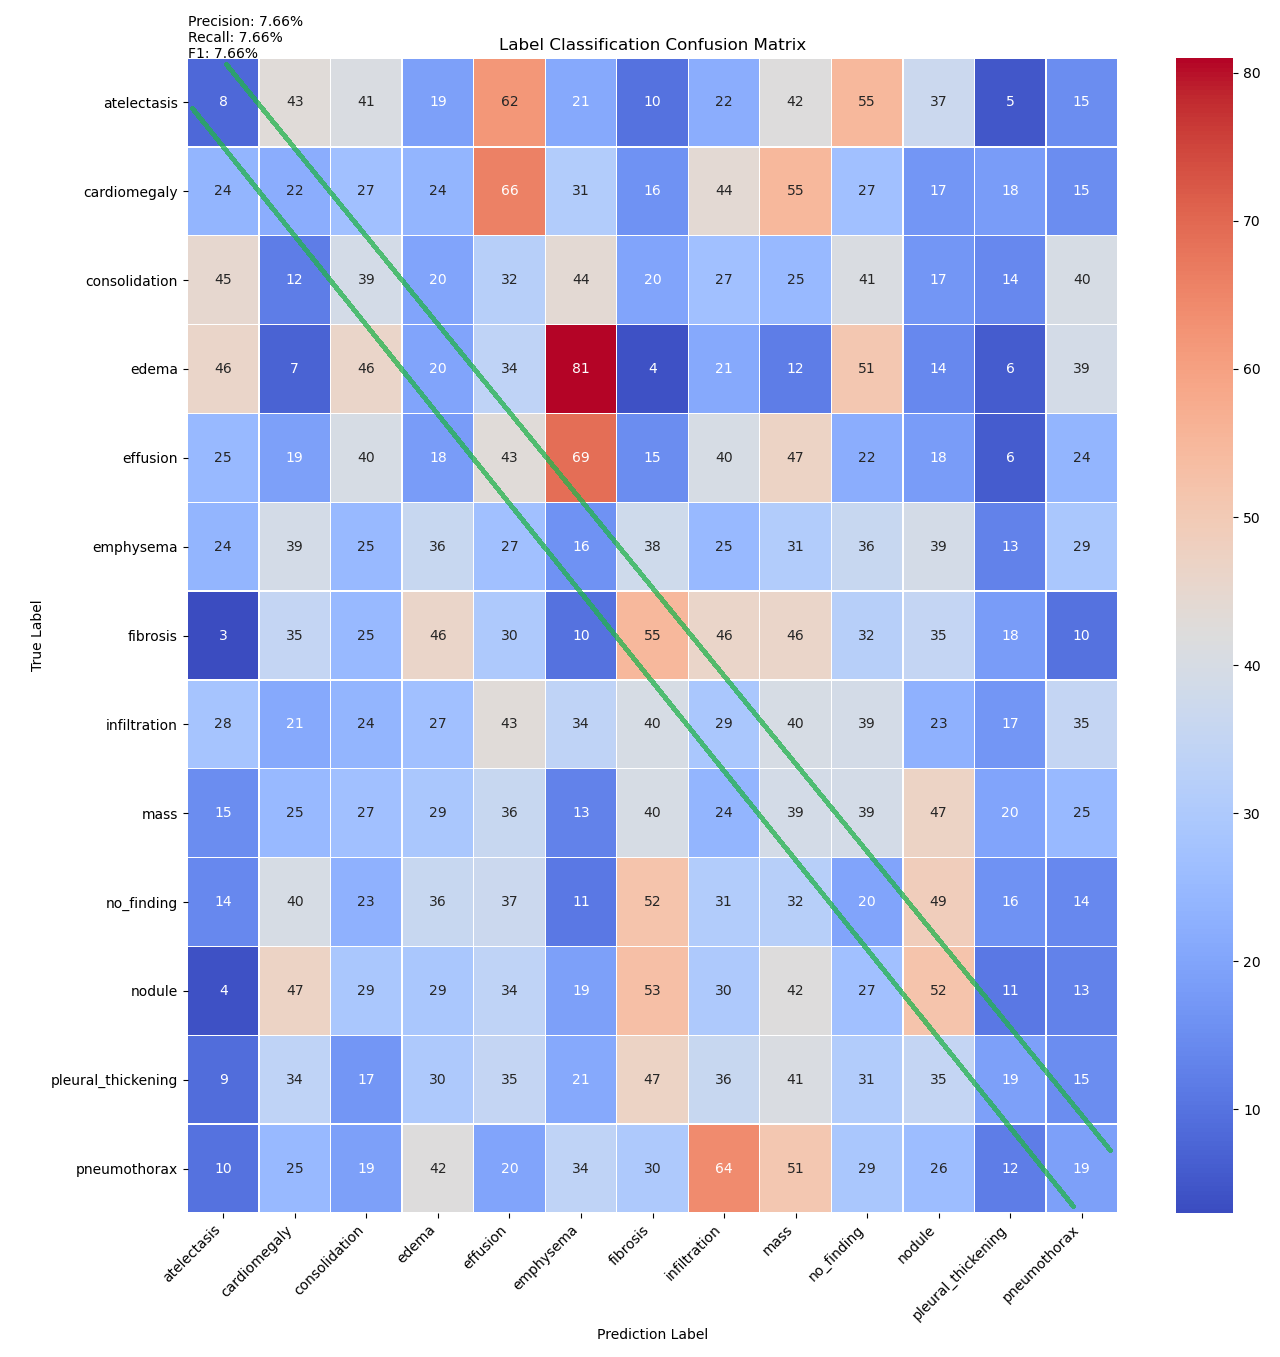 Precision: 7.66%
Recall: 7.66%
F1: 7.66%
Label Classification Confusion Matrix
True Label
atelectasis 8 43 41 19 62 21 10 22 42 55 37 5 15
cardiomegaly 24 22 27 24 66 31 16 44 55 27 17 18 15
consolidation 45 12 39 20 32 44 20 27 25 41 17 14 40
edema 46 7 46 20 34 81 4 21 12 51 14 6 39
effusion 25 19 40 18 43 69 15 40 47 22 18 6 24
emphysema 24 39 25 36 27 16 38 25 31 36 39 13 29
fibrosis 3 35 25 46 30 10 55 46 46 32 35 18 10
infiltration 28 21 24 27 43 34 40 29 40 39 23 17 35
mass 15 25 27 29 36 13 40 24 39 39 47 20 25
no_finding 14 40 23 36 37 11 52 31 32 20 49 16 14
nodule 4 47 29 29 34 19 53 30 42 27 52 11 13
pleural_thickening 9 34 17 30 35 21 47 36 41 31 35 19 15
pneumothorax 10 25 19 42 20 34 30 64 51 29 26 12 19
atelectasis cardiomegaly consolidation edema effusion emphysema fibrosis infiltration mass no_finding nodule pleural_thickening pneumothorax
Prediction Label
80
70
60
50
40
30
20
10